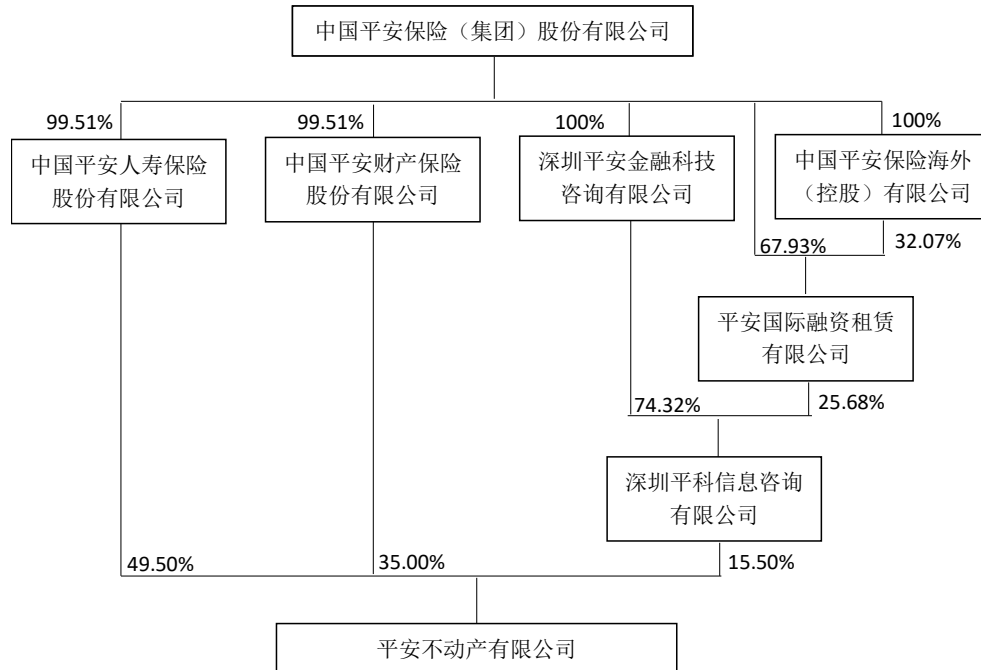 中国平安保险（集团）股份有限公司
99.51%
99.51%
100%
100%
中国平安人寿保险
股份有限公司
中国平安财产保险
股份有限公司
深圳平安金融科技
咨询有限公司
中国平安保险海外
（控股）有限公司
67.93%
32.07%
平安国际融资租赁
有限公司
74.32%
25.68%
深圳平科信息咨询
有限公司
49.50%
35.00%
15.50%
平安不动产有限公司